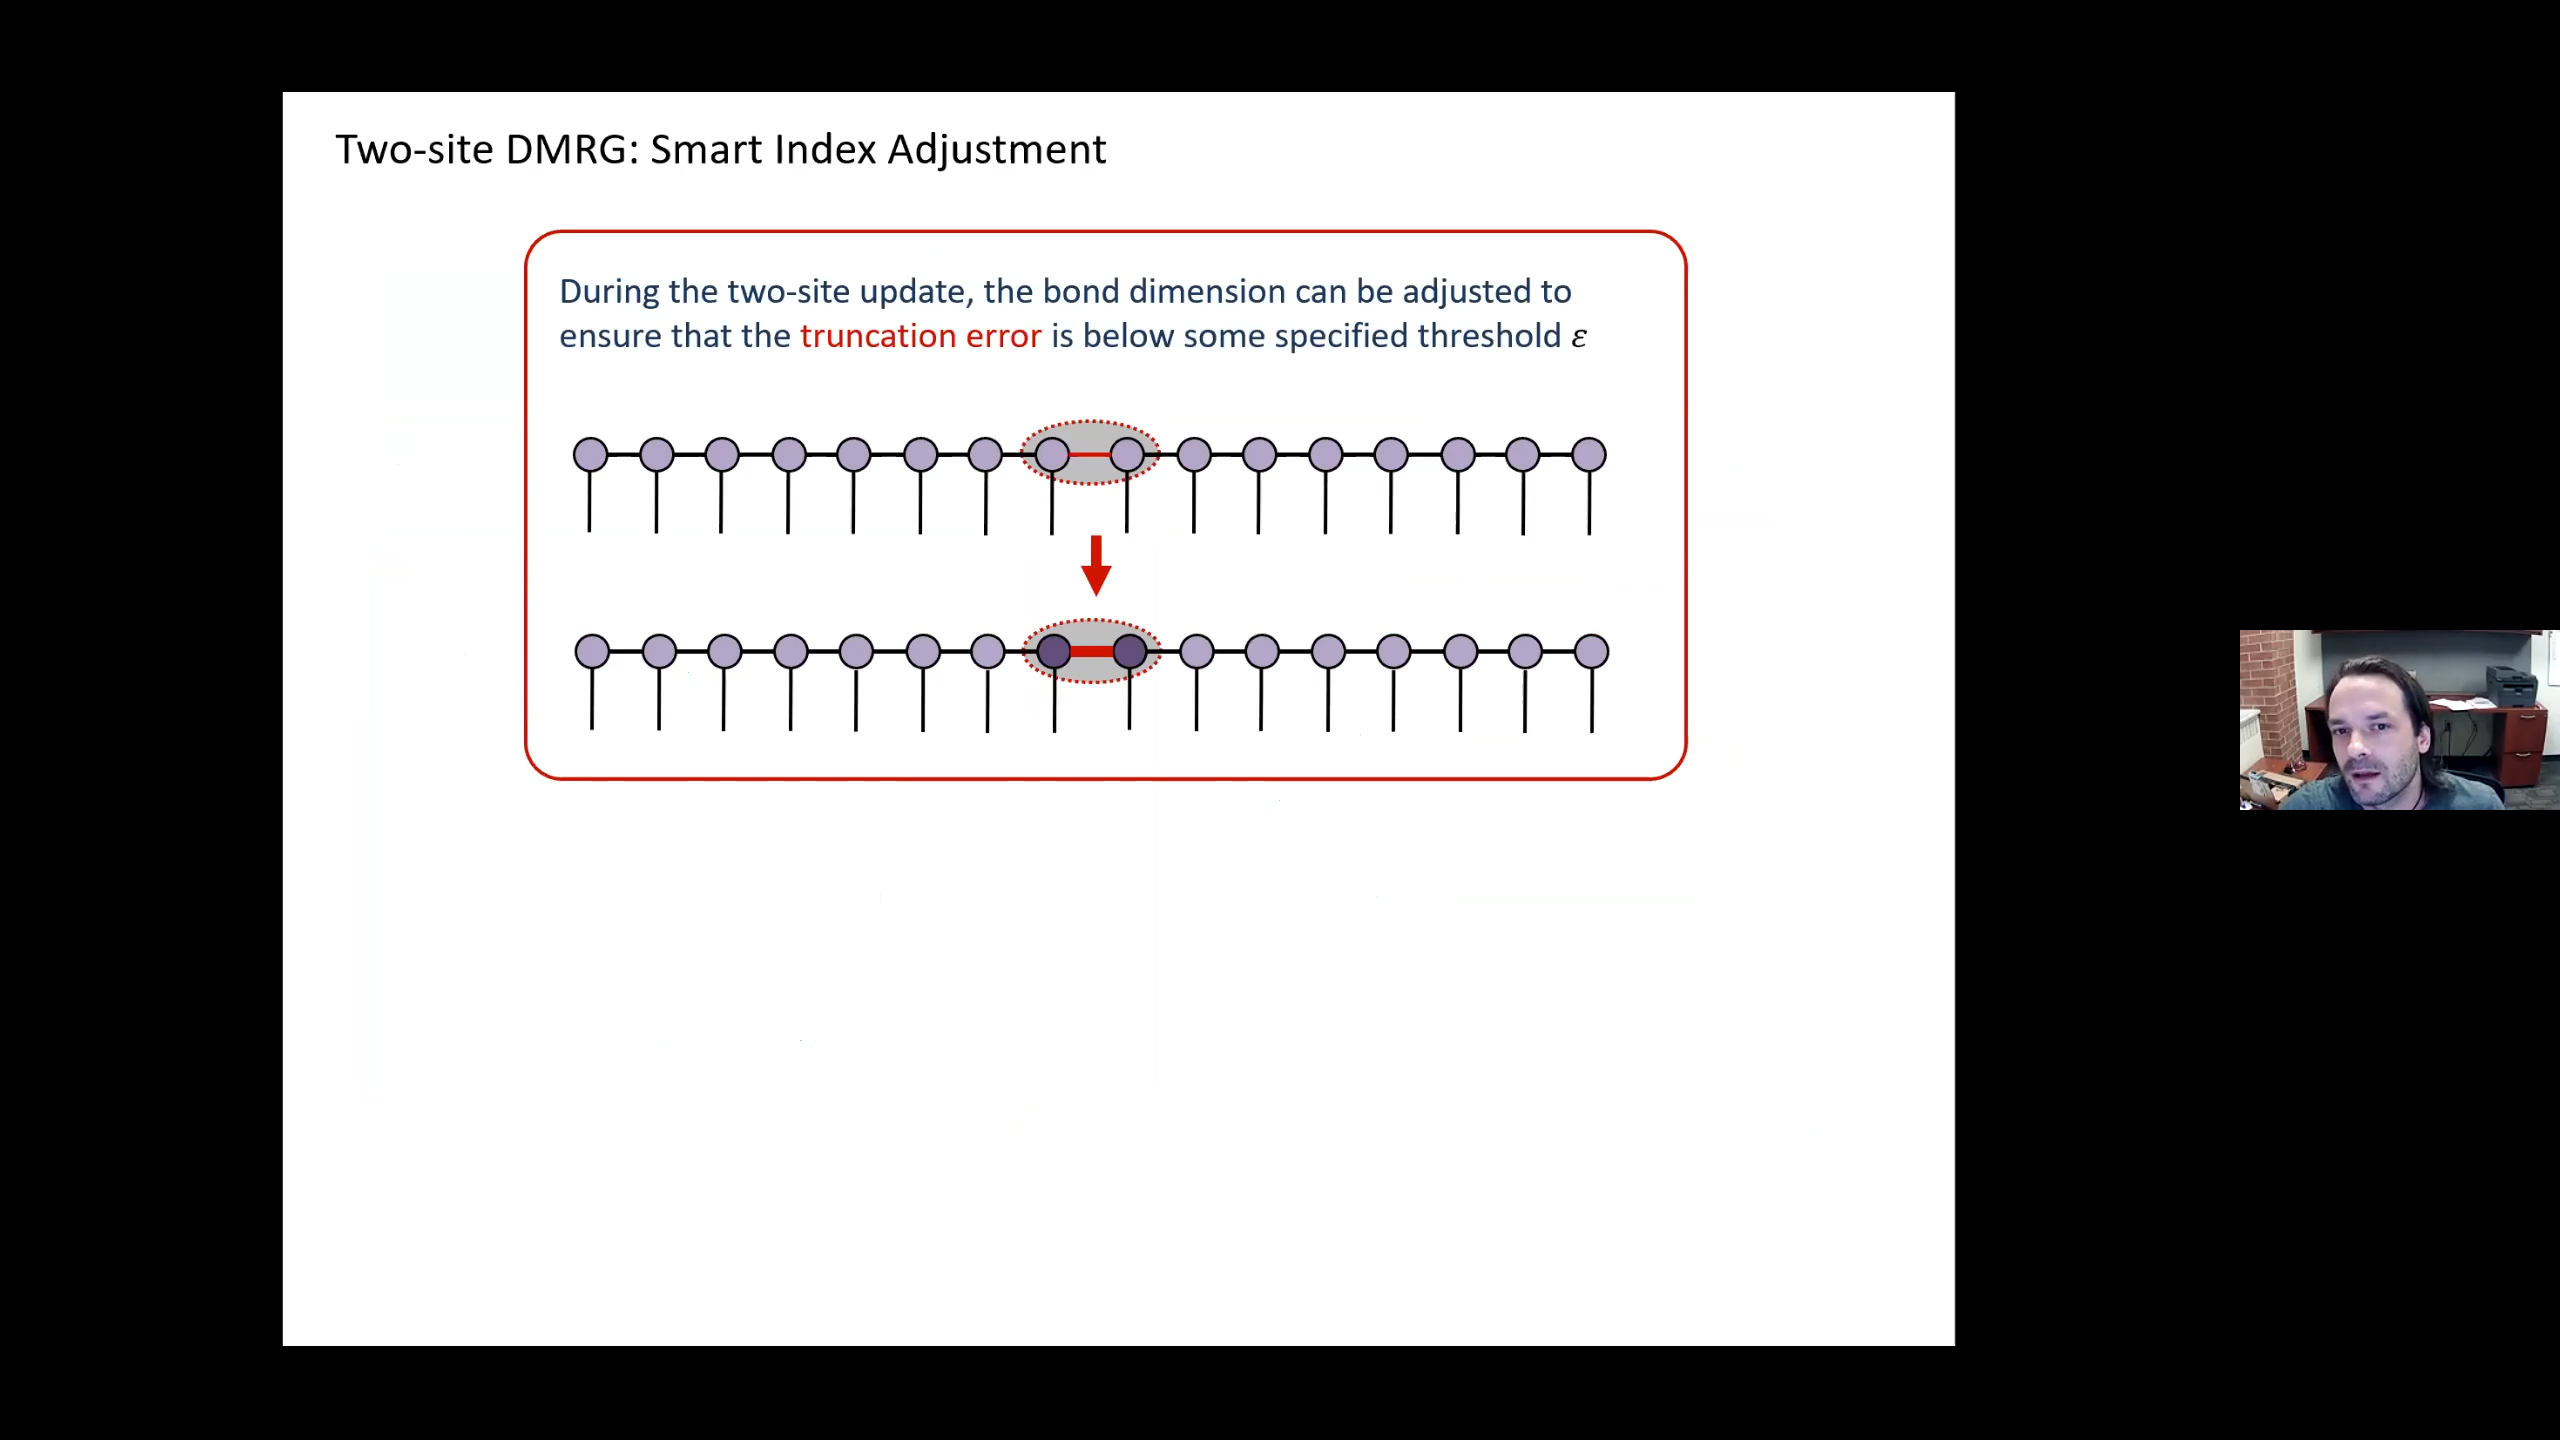 Two-site DMRG: Smart Index Adjustment
During the two-site update, the bond dimension can be adjusted to
ensure that the truncation error is below some specified threshold ε